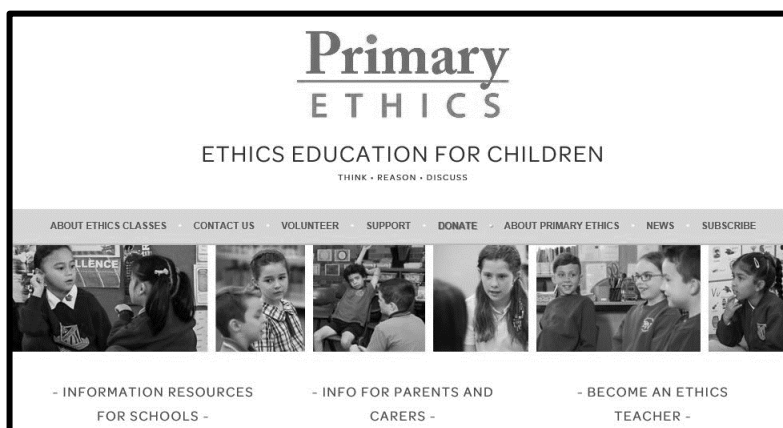 Primary
ETHICS
ETHICS EDUCATION FOR CHILDREN
THINK • REASON • DISCUSS
ABOUT ETHICS CLASSES • CONTACT US • VOLUNTEER • SUPPORT • DONATE • ABOUT PRIMARY ETHICS • NEWS • SUBSCRIBE
LLENCE
- INFORMATION RESOURCES
FOR SCHOOLS -
- INFO FOR PARENTS AND
CARERS -
- BECOME AN ETHICS
TEACHER -